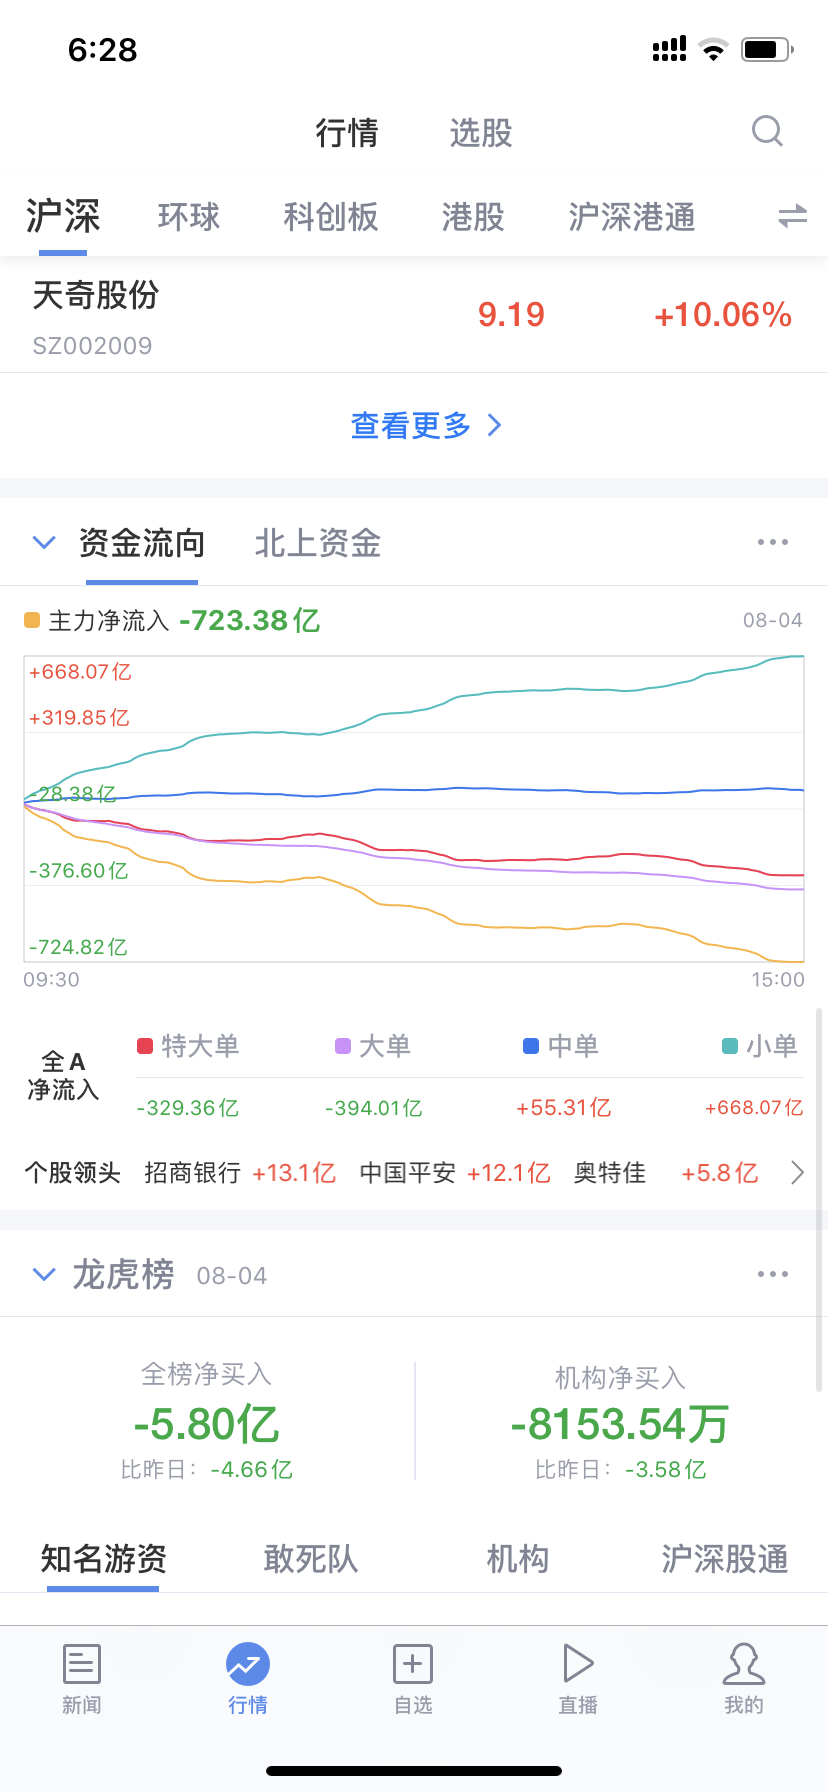 6:28
行情 选股
沪深 环球 科创板 港股 沪深港通
天奇股份 9.19 +10.06%
SZ002009
查看更多
资金流向 北上资金
主力净流入 -723.38亿 08-04
+668.07亿
+319.85亿
-28.38亿
-376.60亿
-724.82亿
09:30 15:00
全A 净流入 特大单 大单 中单 小单
-329.36亿 -394.01亿 +55.31亿 +668.07亿
个股领头 招商银行 +13.1亿 中国平安 +12.1亿 奥特佳 +5.8亿
龙虎榜 08-04
全榜净买入 机构净买入
-5.80亿 -8153.54万
比昨日: -4.66亿 比昨日: -3.58亿
知名游资 敢死队 机构 沪深股通
新闻 行情 自选 直播 我的